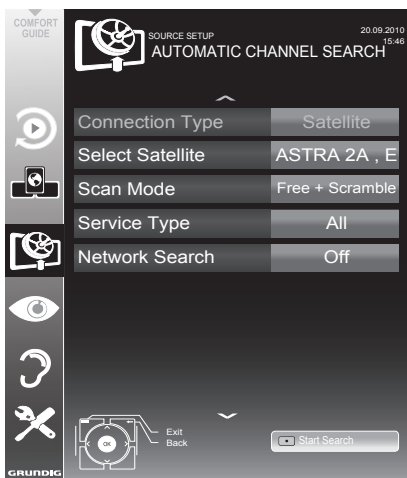 COMFORT
GUIDE
SOURCE SETUP
AUTOMATIC CHANNEL SEARCH
20.09.2010
15:46
Connection Type Satellite
Select Satellite ASTRA 2A , E
Scan Mode Free + Scramble
Service Type All
Network Search Off
Exit
Back
OK
Start Search
GRUNDIG